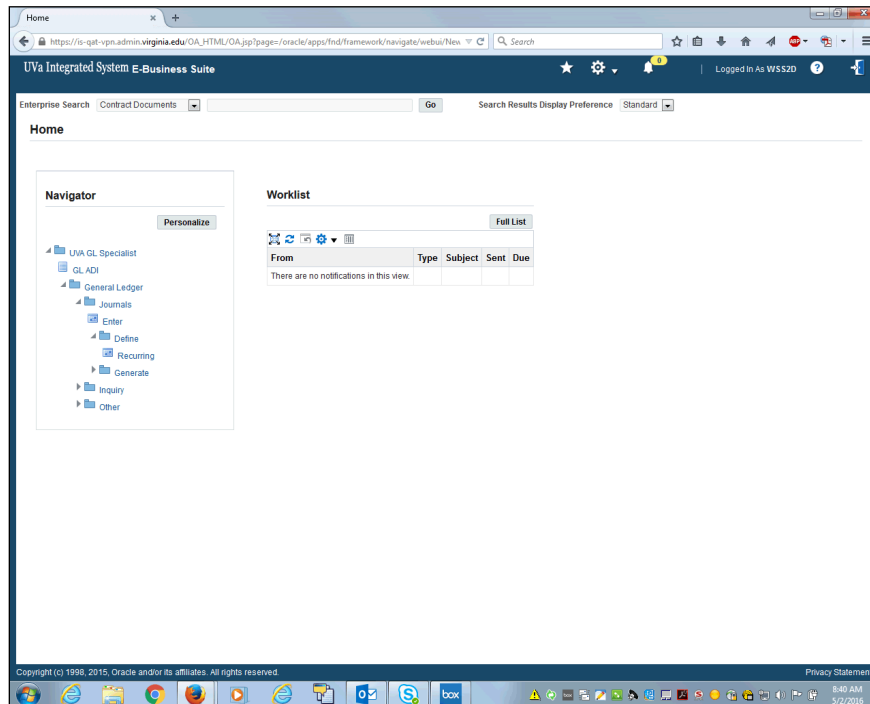 Home
https://is-qat-vpn.admin.virginia.edu/OA_HTML/OA.jsp?page=/oracle/apps/fnd/framework/navigate/webui/New
Search
ABP
UVa Integrated System E-Business Suite
0
Logged In As WSS2D
?
Enterprise Search Contract Documents Go Search Results Display Preference Standard
Home
Navigator
Personalize
UVA GL Specialist
GL ADI
General Ledger
Journals
Enter
Define
Recurring
Generate
Inquiry
Other
Worklist
Full List
From Type Subject Sent Due
There are no notifications in this view.
Copyright (c) 1998, 2015, Oracle and/or its affiliates. All rights reserved.
Privacy Statemen
box
8:40 AM
5/2/2016